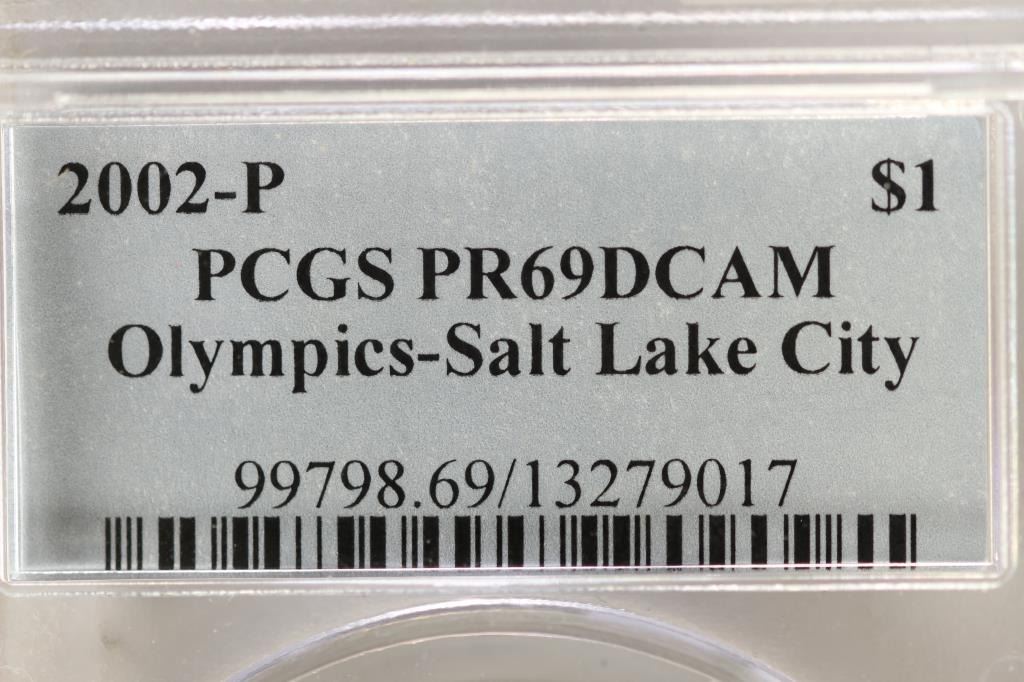 2002-P $1
PCGS PR69DCAM
Olympics-Salt Lake City
99798.69/13279017